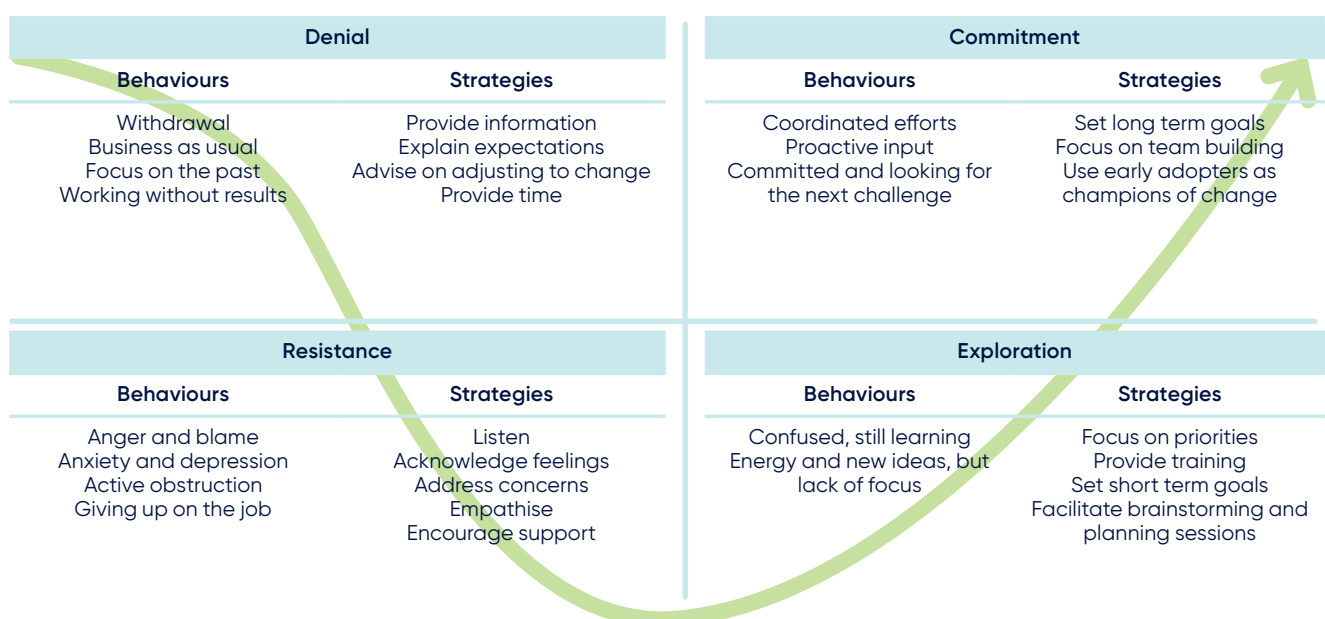 Denial
Behaviours
Withdrawal
Business as usual
Focus on the past
Working without results
Strategies
Provide information
Explain expectations
Advise on adjusting to change
Provide time
Commitment
Behaviours
Coordinated efforts
Proactive input
Committed and looking for
the next challenge
Strategies
Set long term goals
Focus on team building
Use early adopters as
champions of change
Resistance
Behaviours
Anger and blame
Anxiety and depression
Active obstruction
Giving up on the job
Strategies
Listen
Acknowledge feelings
Address concerns
Empathise
Encourage support
Exploration
Behaviours
Confused, still learning
Energy and new ideas, but
lack of focus
Strategies
Focus on priorities
Provide training
Set short term goals
Facilitate brainstorming and
planning sessions